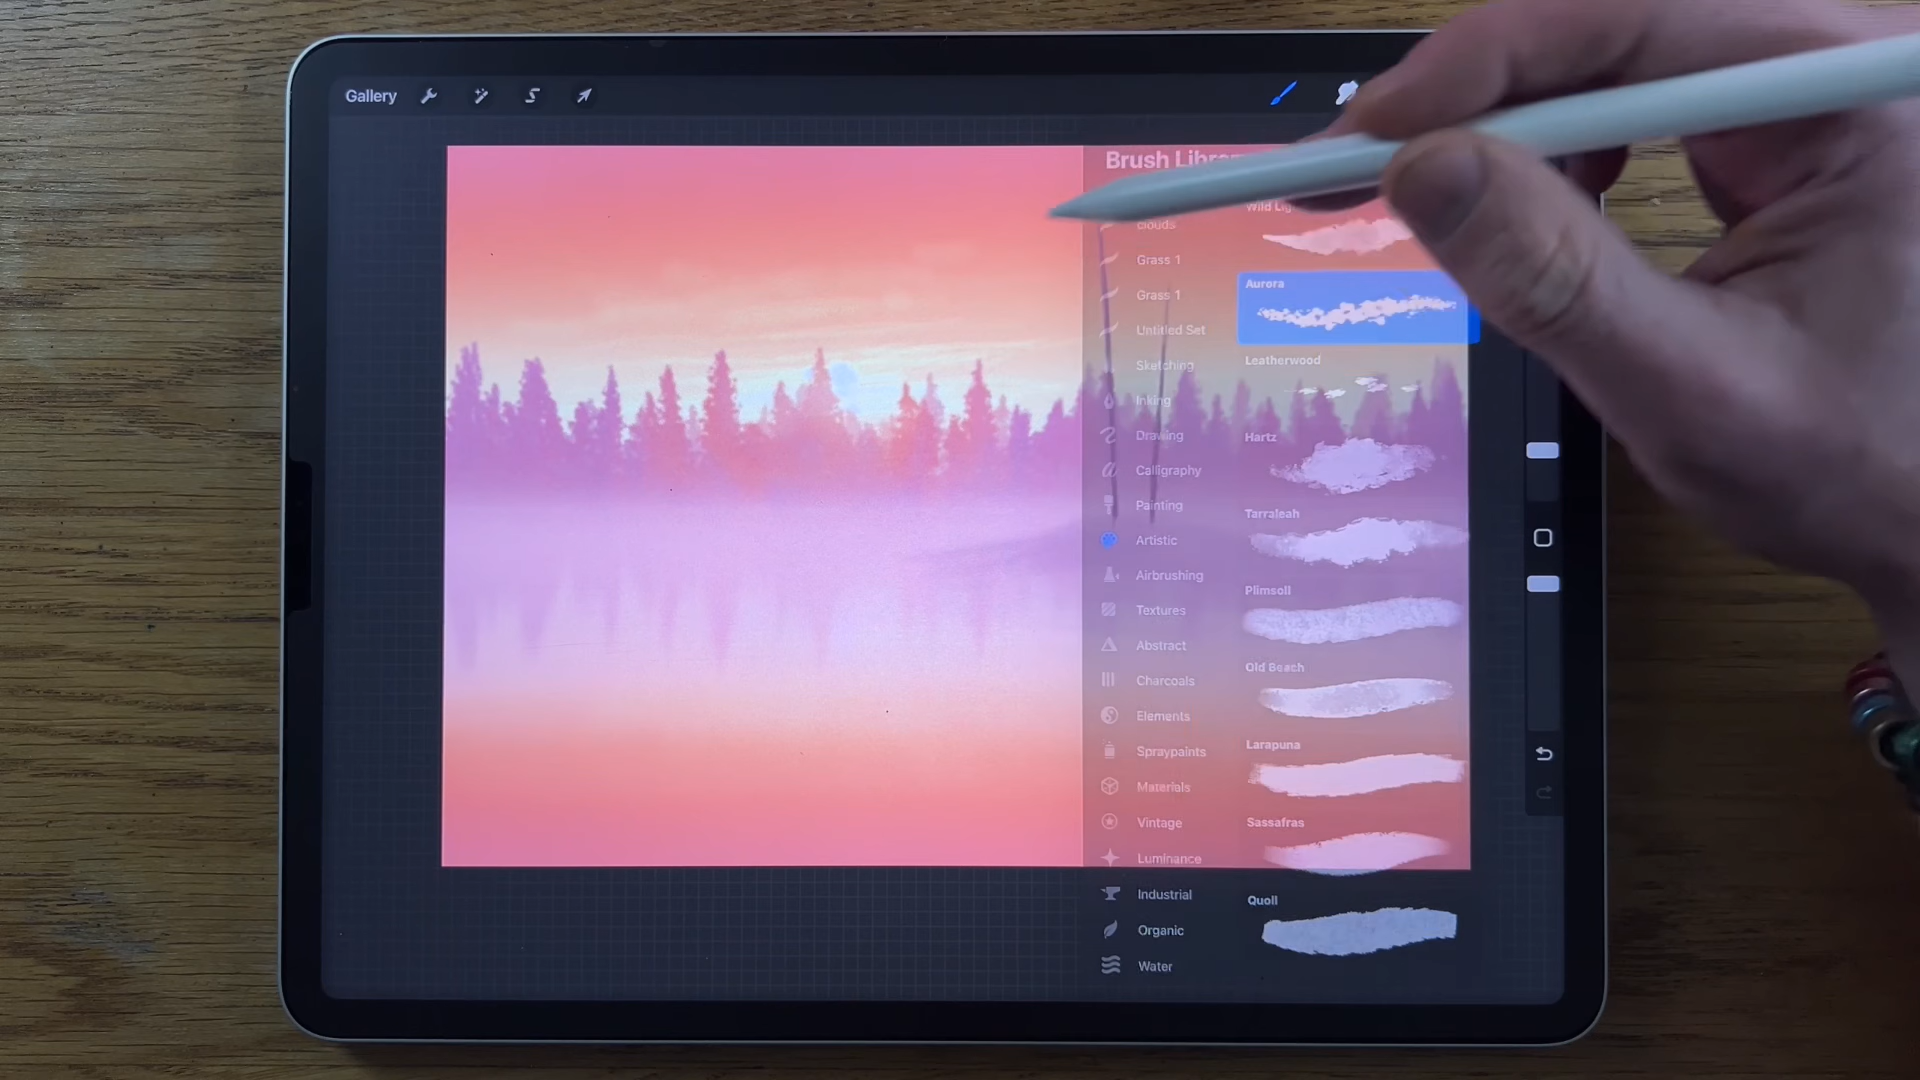 Gallery
Brush
Wild
clouds
Grass 1
Grass 1
Untitled Set
Sketching
Inking
Drawing
Calligraphy
Painting
Artistic
Airbrushing
Textures
Abstract
Charcoals
Elements
Spraypaints
Materials
Vintage
Luminance
Industrial
Organic
Water
Aurora
Leatherwood
Hartz
Tarraleah
Plimsoll
Old Beach
Larapuna
Sassafras
Quoll